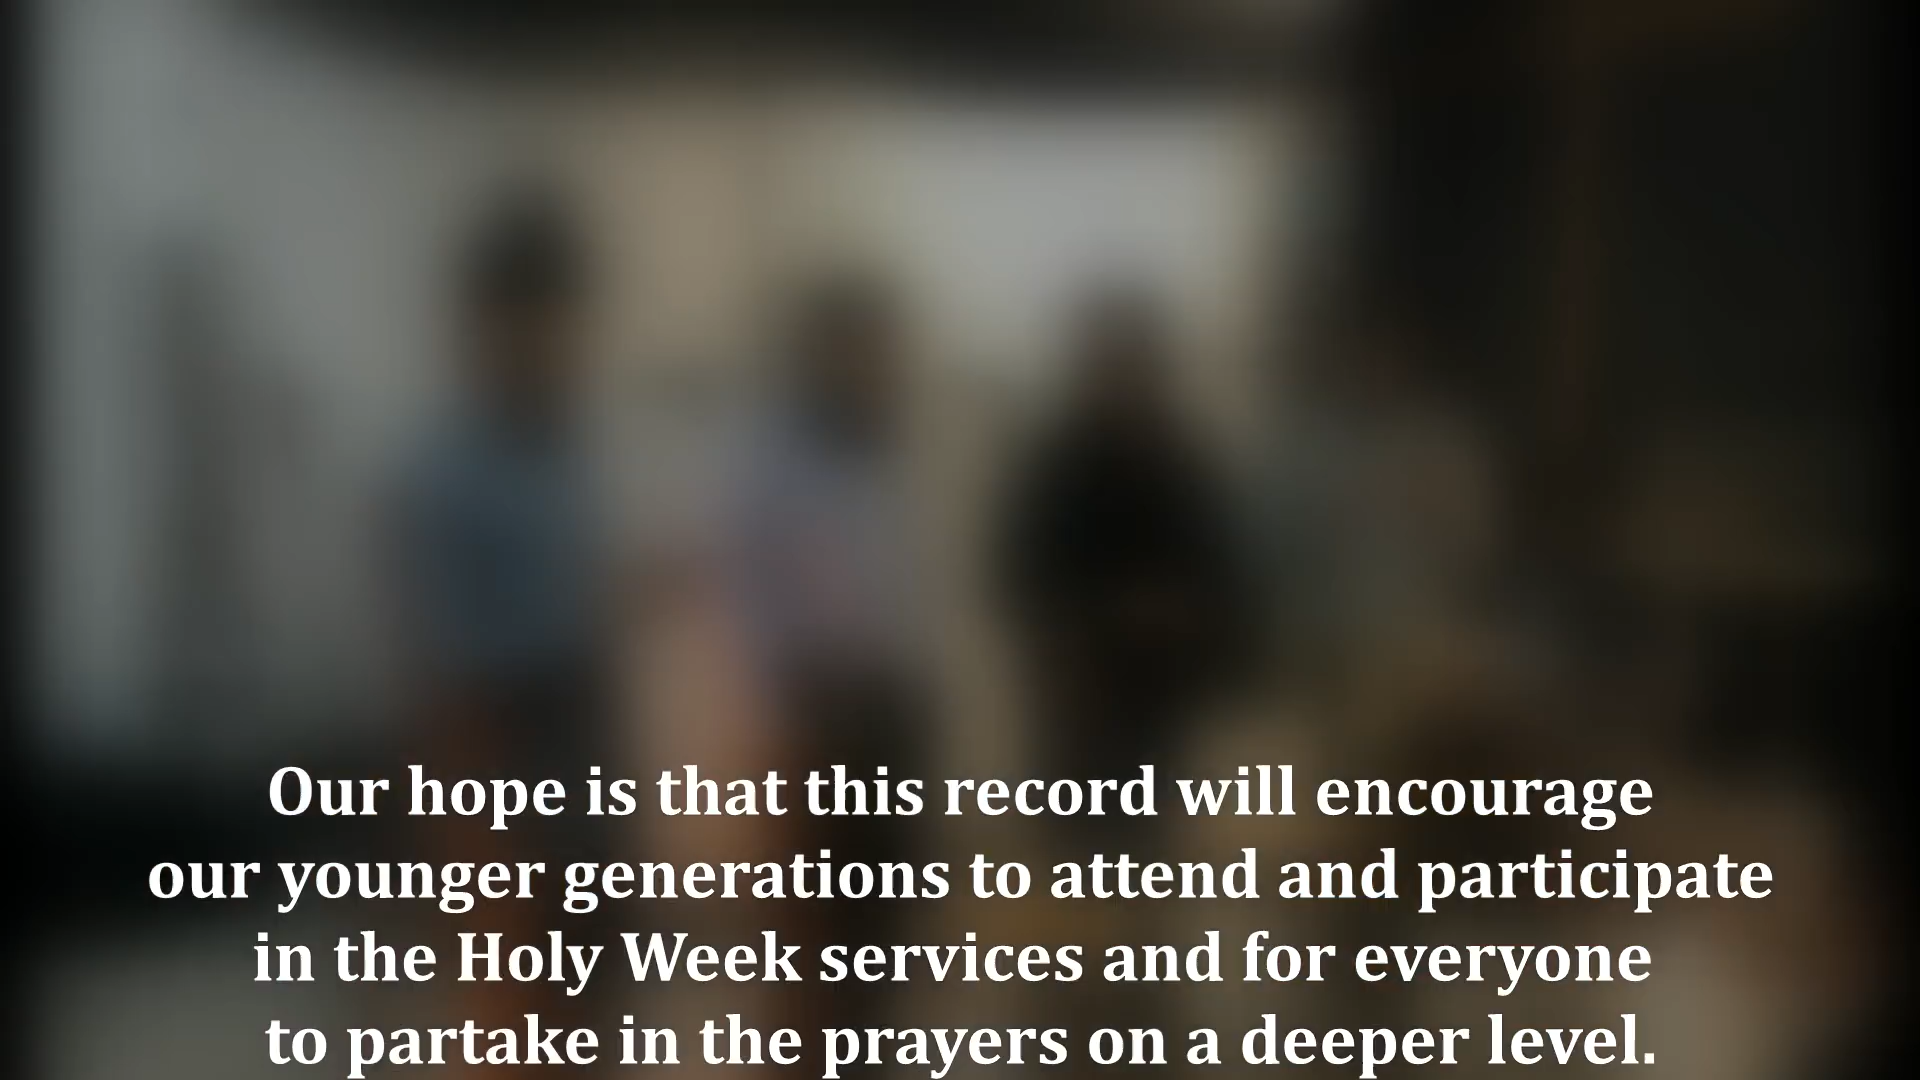 Our hope is that this record will encourage
our younger generations to attend and participate
in the Holy Week services and for everyone
to partake in the prayers on a deeper level.